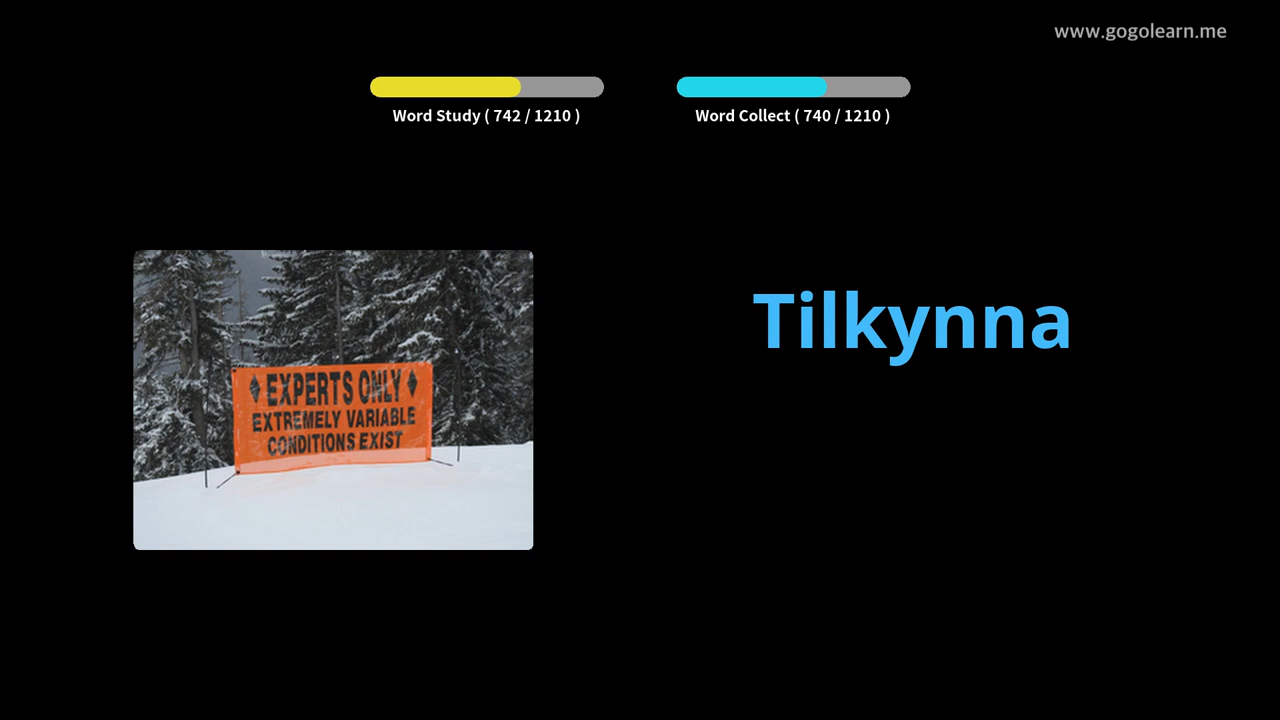 www.gogolearn.me
Word Study ( 742 / 1210 )
Word Collect ( 740 / 1210 )
Tilkynna
EXPERTS ONLY
EXTREMELY VARIABLE
CONDITIONS EXIST